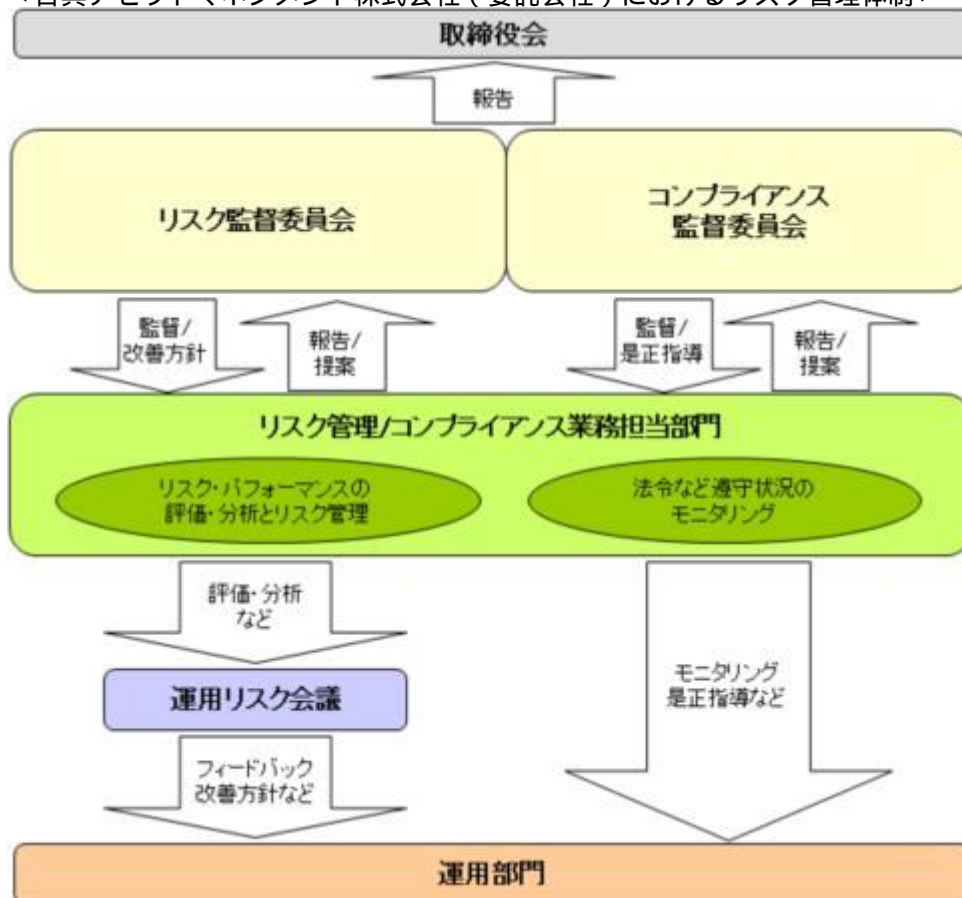 取締役会
報告
リスク監督委員会
コンプライアンス
監督委員会
監督/
改善方針
報告/
提案
監督/
是正指導
報告/
提案
リスク管理/コンプライアンス業務担当部門
リスク・パフォーマンスの
評価・分析とリスク管理
法令など遵守状況の
モニタリング
評価・分析
など
運用リスク会議
モニタリング
是正指導など
フィードバック
改善方針など
運用部門